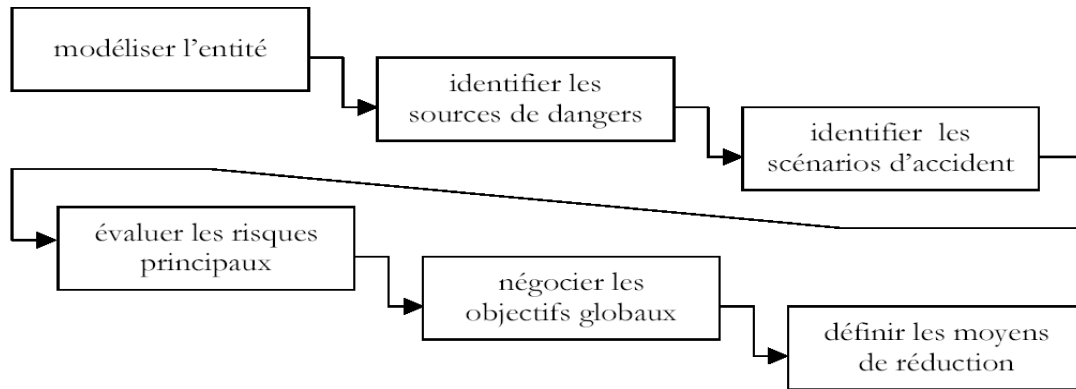 modéliser l'entité
identifier les
sources de dangers
identifier les
scénarios d'accident
évaluer les risques
principaux
négocier les
objectifs globaux
définir les moyens
de réduction